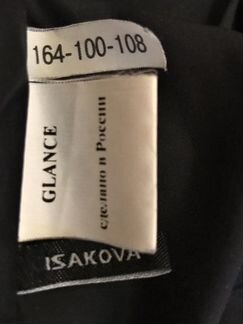 164-100-108
GLANCE
сделано в России
ISAKOVA